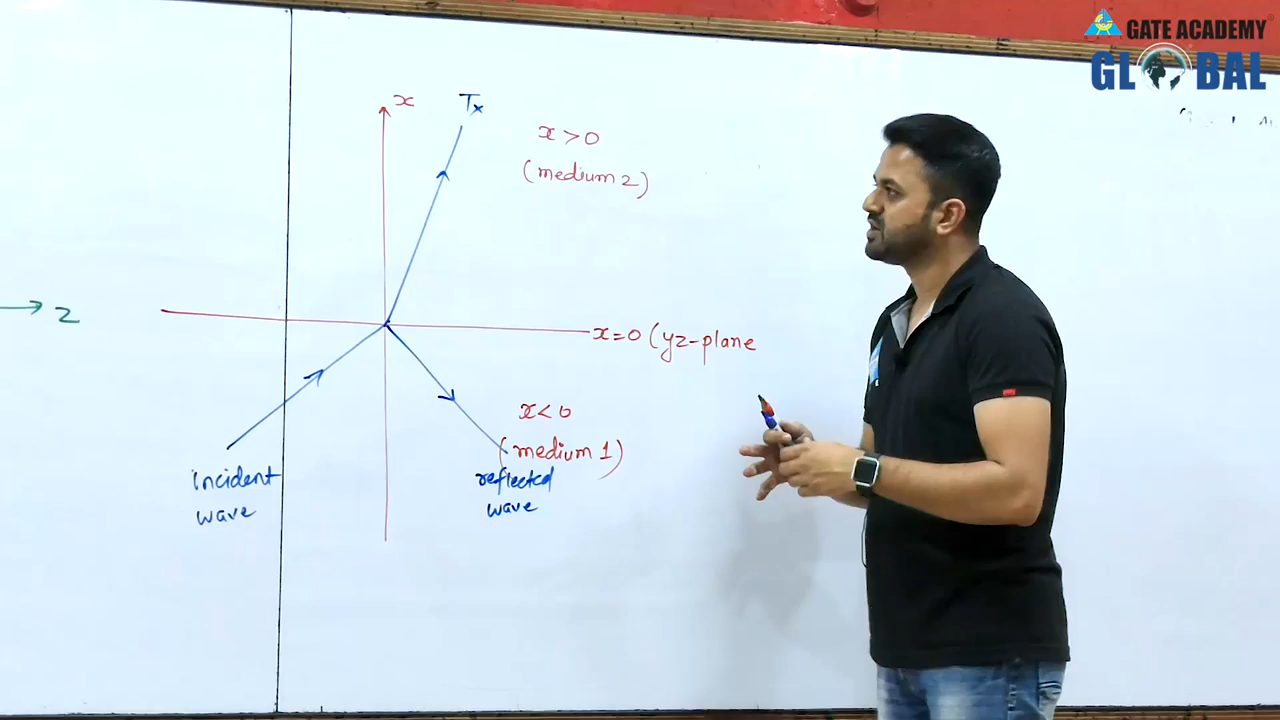 GATE ACADEMY
GLOBAL
x
Tx
x>0
(medium 2)
z
x=0 (yz-plane
x<0
(medium 1)
incident
wave
reflected
wave